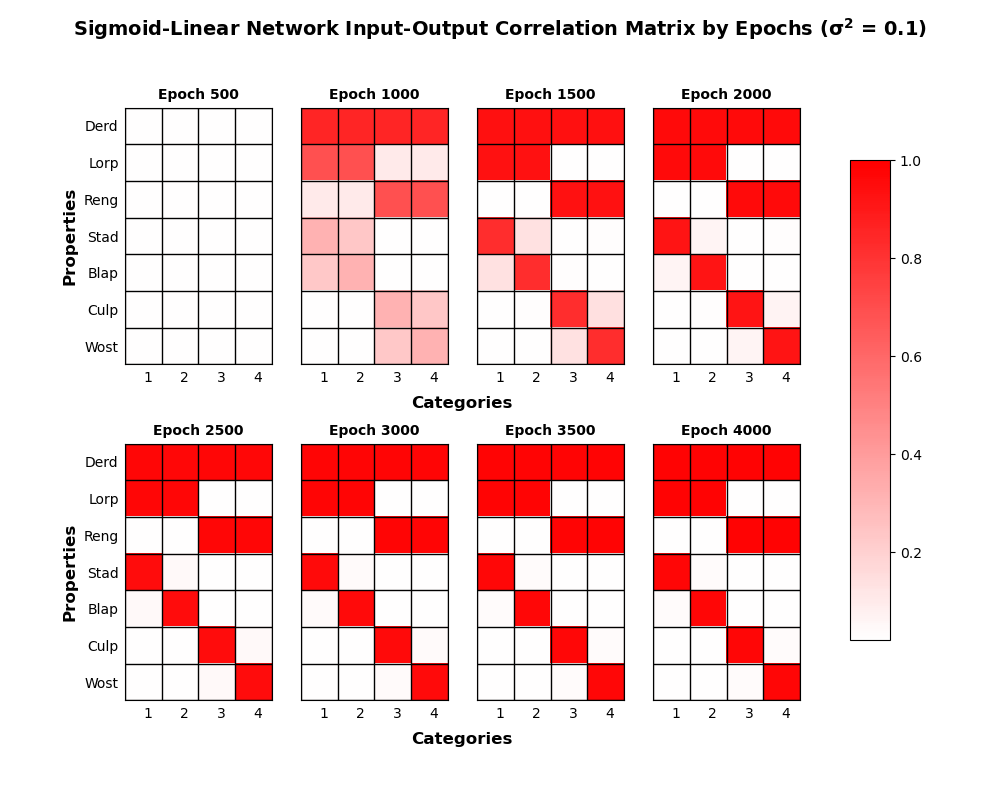 Sigmoid-Linear Network Input-Output Correlation Matrix by Epochs (σ² = 0.1)
Epoch 500 Epoch 1000 Epoch 1500 Epoch 2000
Properties
Derd
Lorp
Reng
Stad
Blap
Culp
Wost
1 2 3 4 1 2 3 4 1 2 3 4 1 2 3 4
Categories
Epoch 2500 Epoch 3000 Epoch 3500 Epoch 4000
Properties
Derd
Lorp
Reng
Stad
Blap
Culp
Wost
1 2 3 4 1 2 3 4 1 2 3 4 1 2 3 4
Categories
1.0
0.8
0.6
0.4
0.2